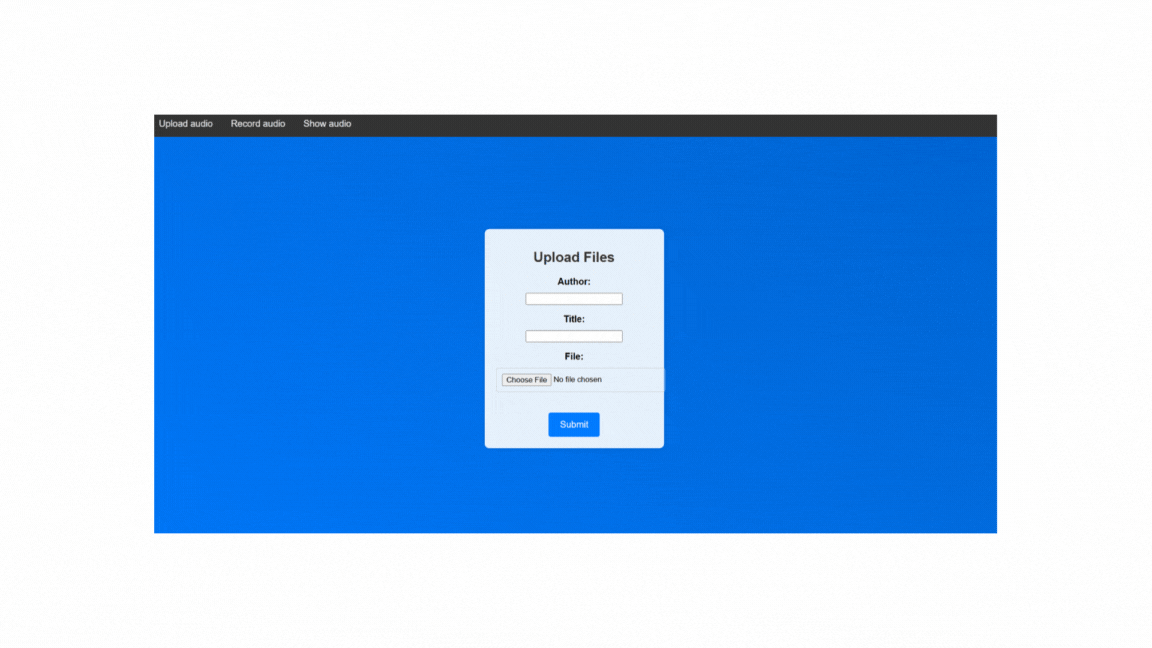 Upload audio Record audio Show audio
Upload Files
Author:
Title:
File:
Choose File No file chosen
Submit